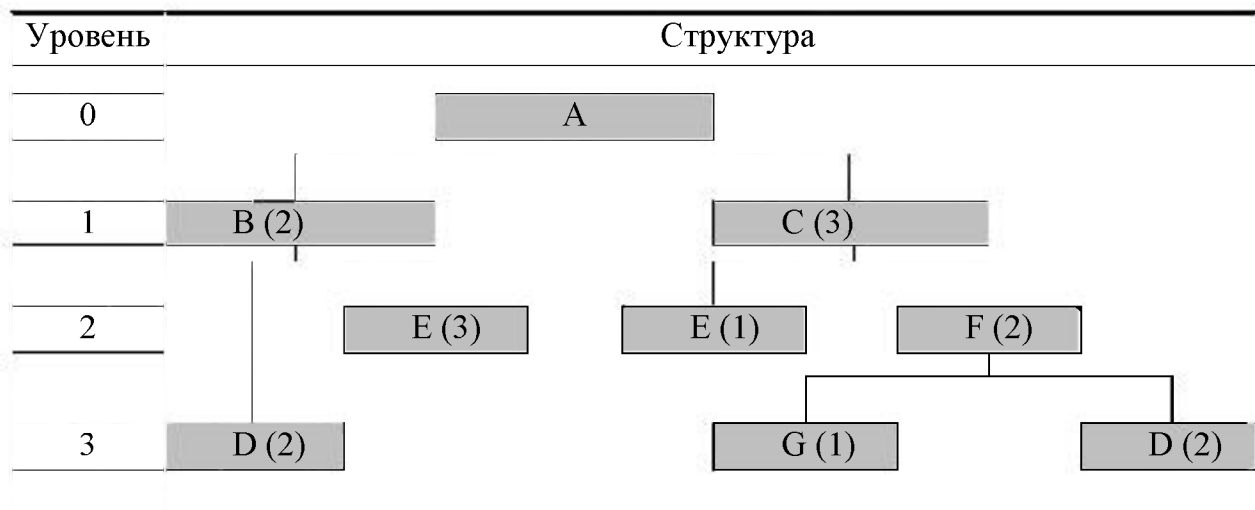 Уровень Структура
0 A
1 B (2) C (3)
2 E (3) E (1) F (2)
3 D (2) G (1) D (2)